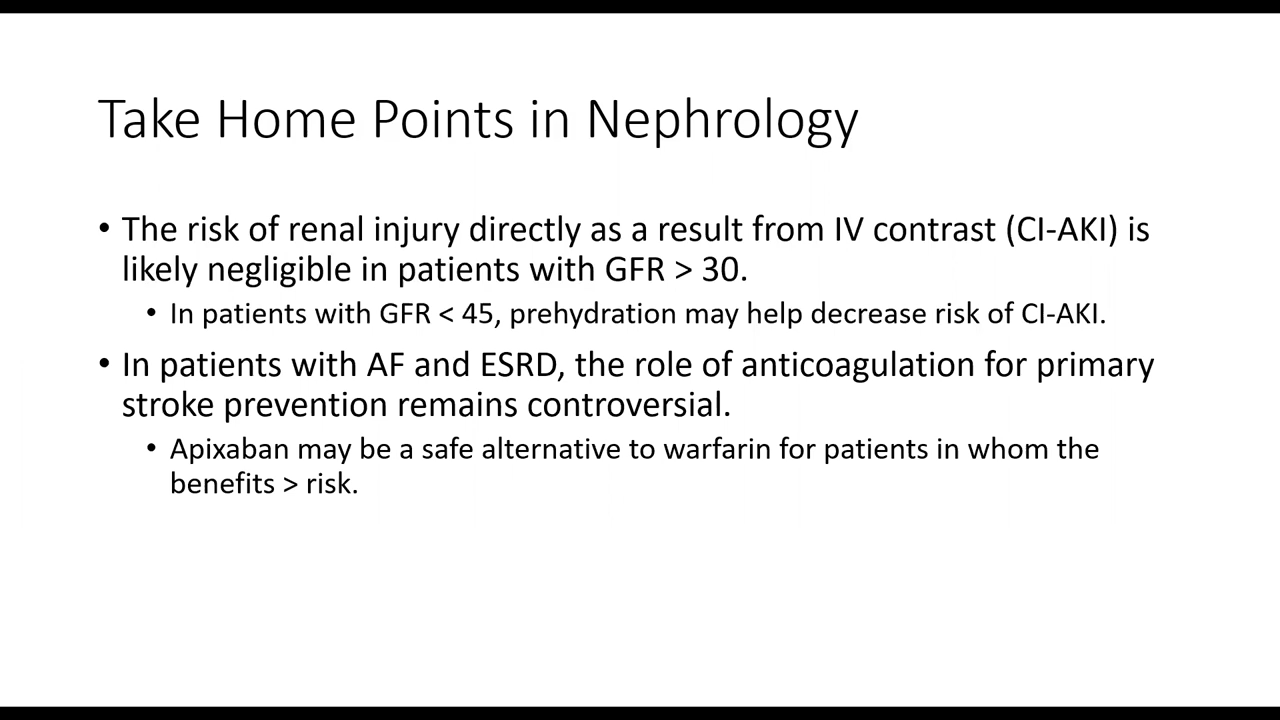 Take Home Points in Nephrology
• The risk of renal injury directly as a result from IV contrast (CI-AKI) is
likely negligible in patients with GFR > 30.
• In patients with GFR < 45, prehydration may help decrease risk of CI-AKI.
• In patients with AF and ESRD, the role of anticoagulation for primary
stroke prevention remains controversial.
• Apixaban may be a safe alternative to warfarin for patients in whom the
benefits > risk.